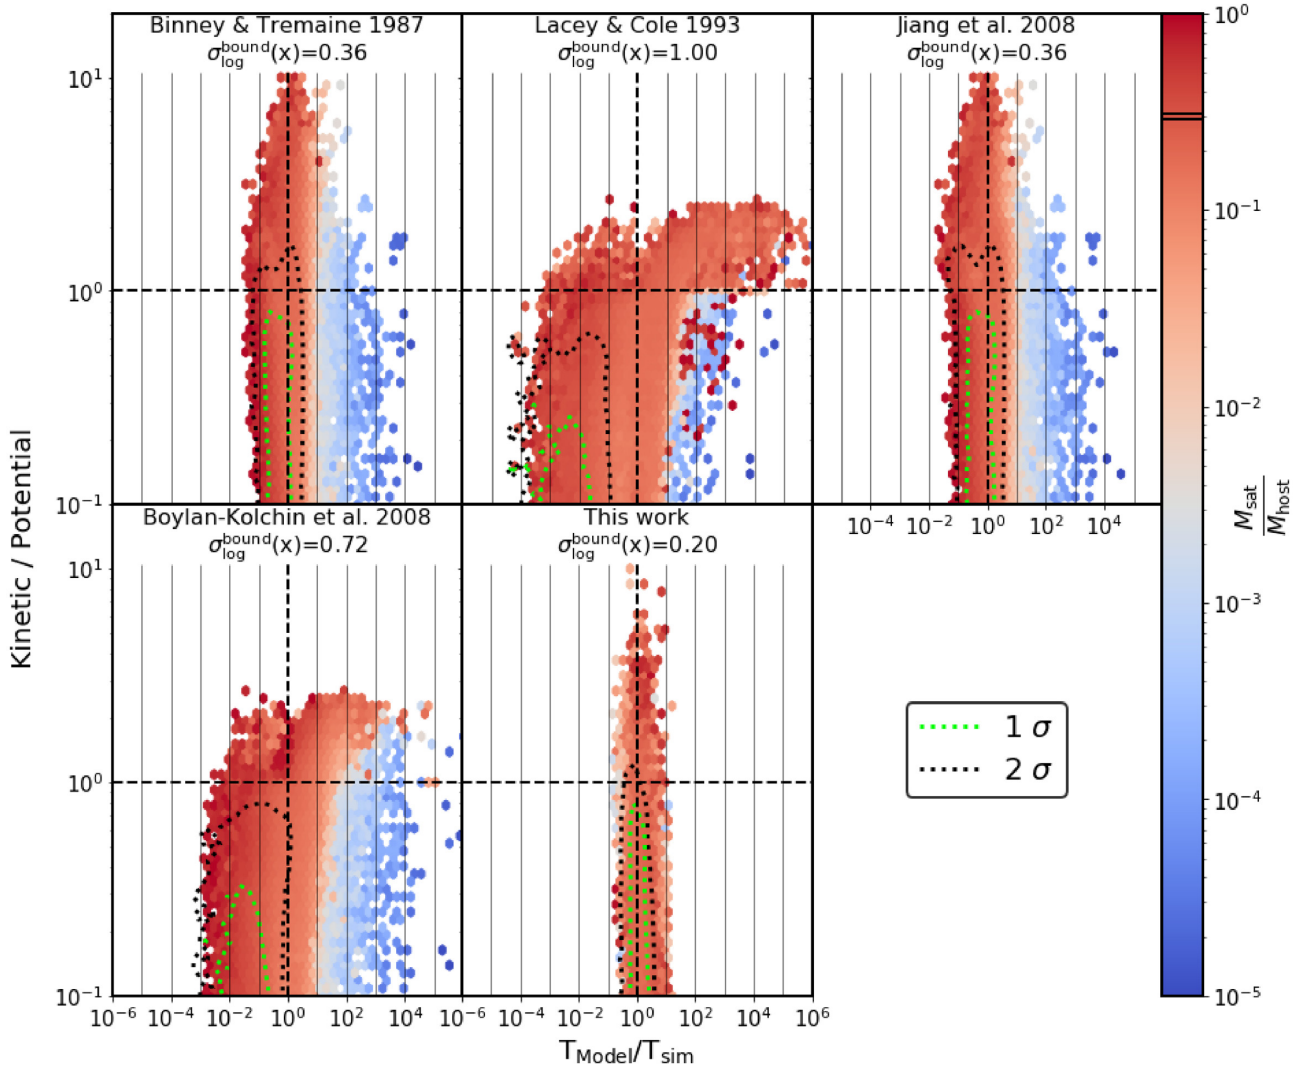 Binney & Tremaine 1987
σ_log^bound(x)=0.36
Lacey & Cole 1993
σ_log^bound(x)=1.00
Jiang et al. 2008
σ_log^bound(x)=0.36
10^1
10^0
10^-1
10^-4 10^-2 10^0 10^2 10^4
Boylan-Kolchin et al. 2008
σ_log^bound(x)=0.72
This work
σ_log^bound(x)=0.20
10^1
10^0
10^-1
10^-6 10^-4 10^-2 10^0 10^2 10^4 10^-6 10^-4 10^-2 10^0 10^2 10^4 10^6
Kinetic / Potential
T_Model/T_sim
1 σ
2 σ
10^0
10^-1
10^-2
10^-3
10^-4
10^-5
M_sat
M_host